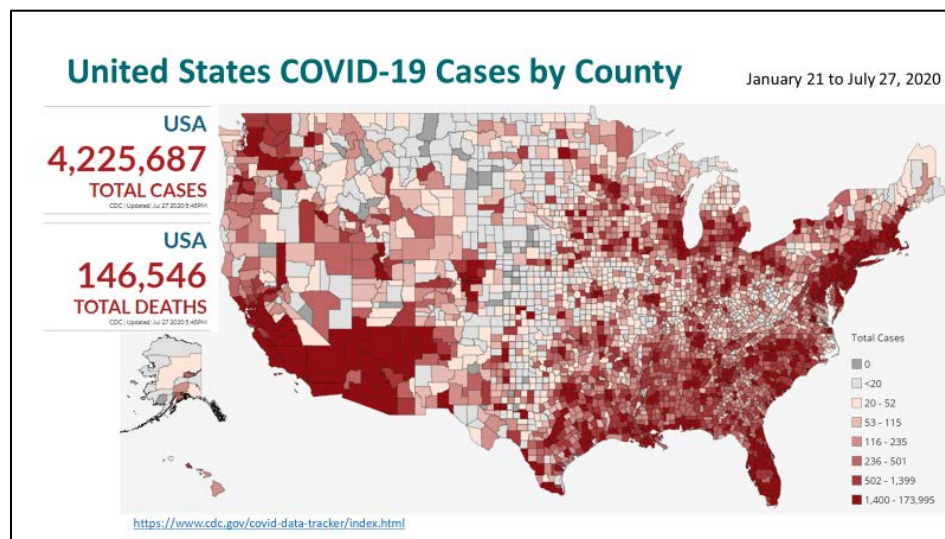 United States COVID-19 Cases by County
January 21 to July 27, 2020
USA
4,225,687
TOTAL CASES
CDC | Updated: Jul 27 2020 5:45PM
USA
146,546
TOTAL DEATHS
CDC | Updated: Jul 27 2020 5:45PM
Total Cases
0
<20
20 - 52
53 - 115
116 - 235
236 - 501
502 - 1,399
1,400 - 173,995
https://www.cdc.gov/covid-data-tracker/index.html